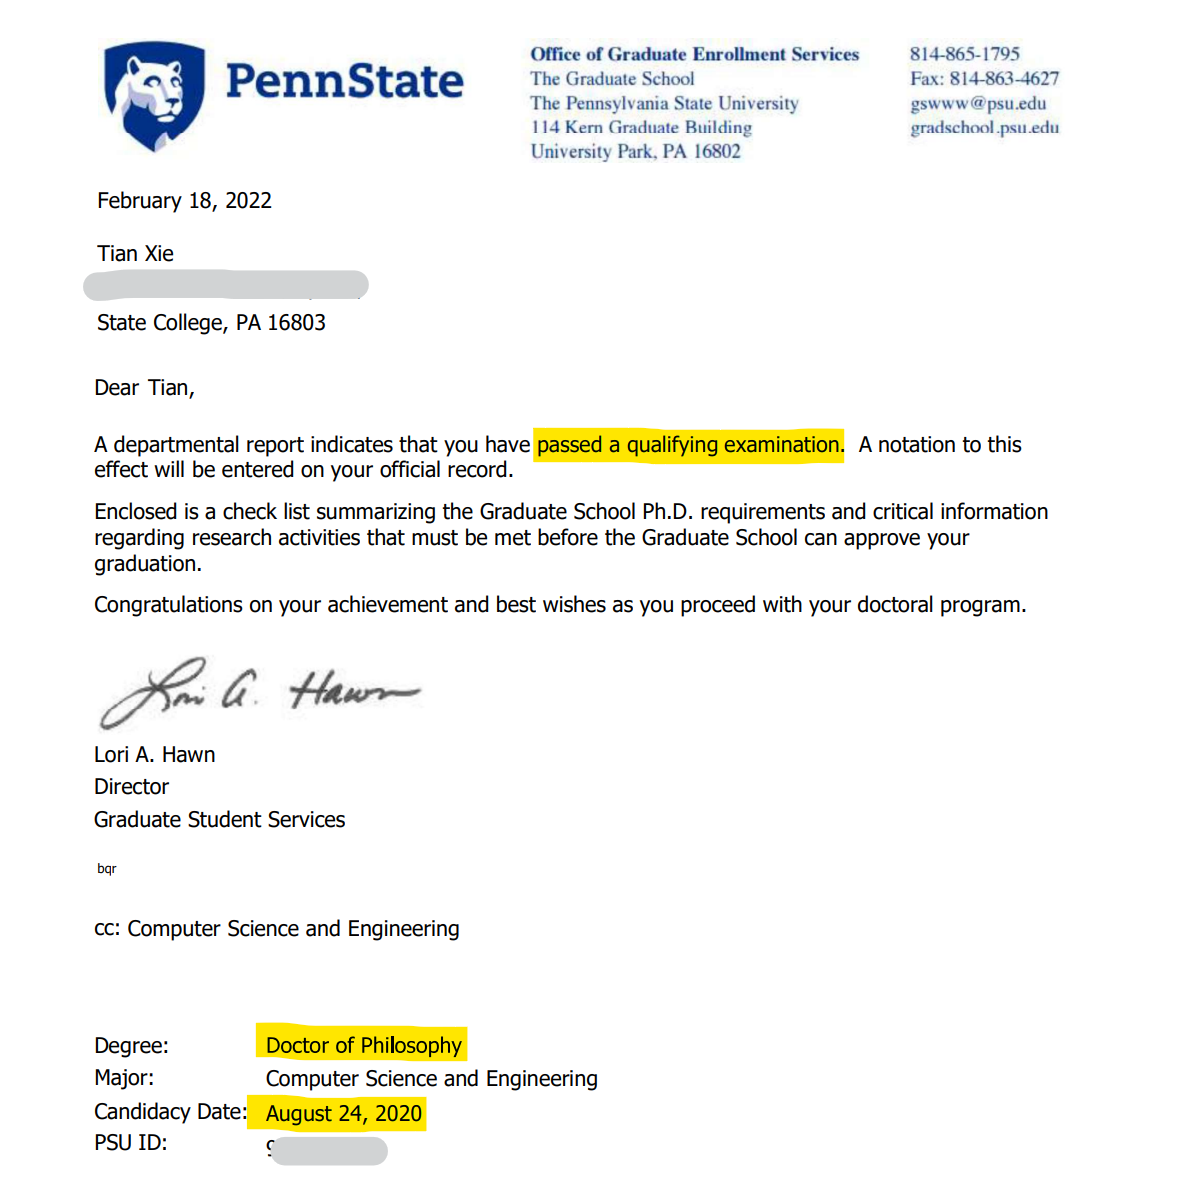 PennState
Office of Graduate Enrollment Services
The Graduate School
The Pennsylvania State University
114 Kern Graduate Building
University Park, PA 16802
814-865-1795
Fax: 814-863-4627
gswww@psu.edu
gradschool.psu.edu
February 18, 2022
Tian Xie
State College, PA 16803
Dear Tian,
A departmental report indicates that you have passed a qualifying examination. A notation to this
effect will be entered on your official record.
Enclosed is a check list summarizing the Graduate School Ph.D. requirements and critical information
regarding research activities that must be met before the Graduate School can approve your
graduation.
Congratulations on your achievement and best wishes as you proceed with your doctoral program.
Lori A. Hawn
Lori A. Hawn
Director
Graduate Student Services
bqr
cc: Computer Science and Engineering
Degree: Doctor of Philosophy
Major: Computer Science and Engineering
Candidacy Date: August 24, 2020
PSU ID: